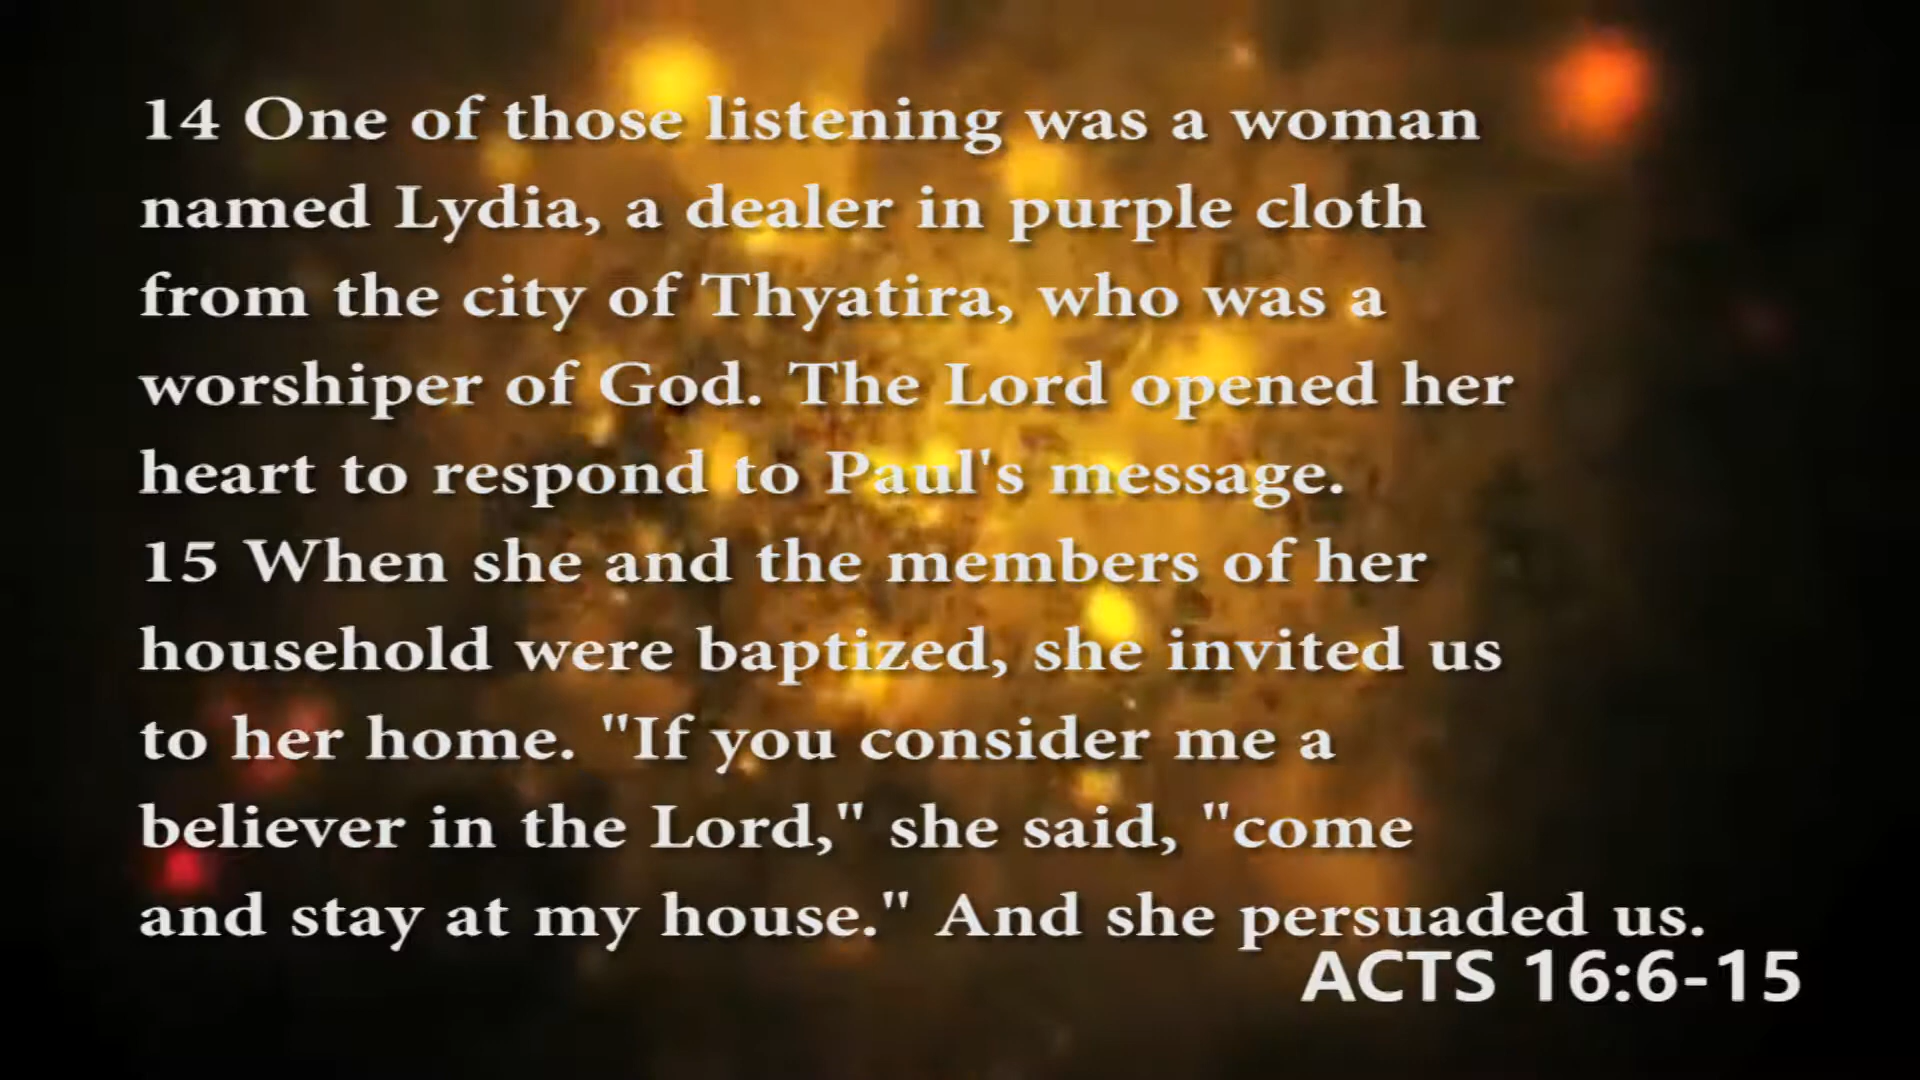 14 One of those listening was a woman
named Lydia, a dealer in purple cloth
from the city of Thyatira, who was a
worshiper of God. The Lord opened her
heart to respond to Paul's message.
15 When she and the members of her
household were baptized, she invited us
to her home. "If you consider me a
believer in the Lord," she said, "come
and stay at my house." And she persuaded us.
ACTS 16:6-15